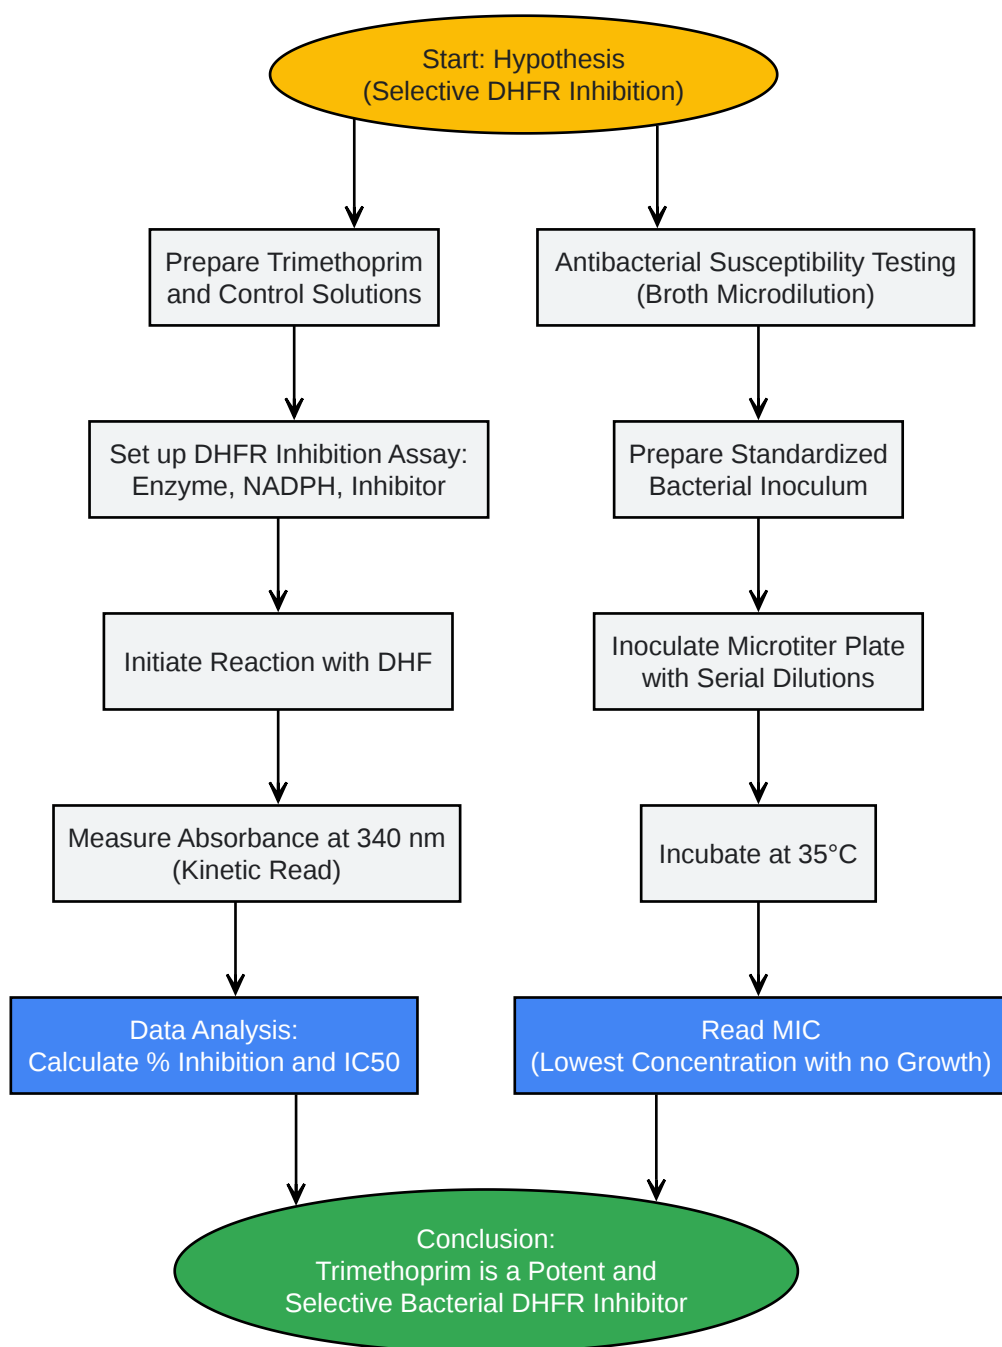 Start: Hypothesis
(Selective DHFR Inhibition)
Prepare Trimethoprim
and Control Solutions
Antibacterial Susceptibility Testing
(Broth Microdilution)
Set up DHFR Inhibition Assay:
Enzyme, NADPH, Inhibitor
Prepare Standardized
Bacterial Inoculum
Initiate Reaction with DHF
Inoculate Microtiter Plate
with Serial Dilutions
Measure Absorbance at 340 nm
(Kinetic Read)
Incubate at 35°C
Data Analysis:
Calculate % Inhibition and IC50
Read MIC
(Lowest Concentration with no Growth)
Conclusion:
Trimethoprim is a Potent and
Selective Bacterial DHFR Inhibitor